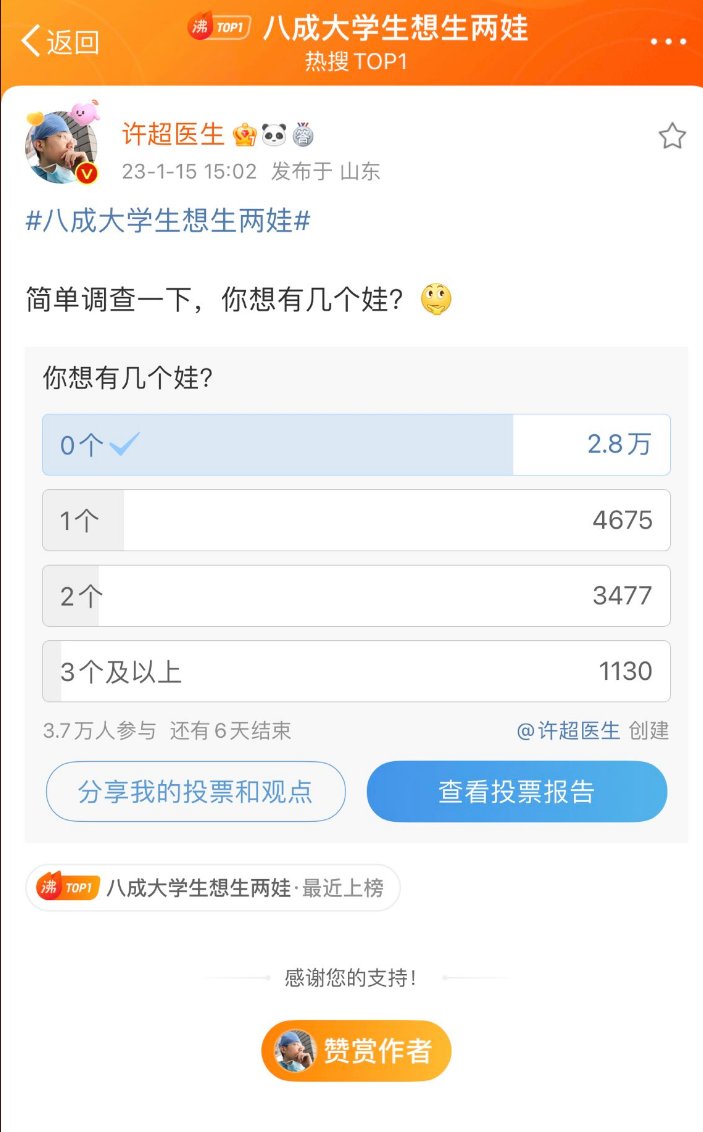 返回
沸 TOP1 八成大学生想生两娃
热搜 TOP1
许超医生
23-1-15 15:02 发布于 山东
#八成大学生想生两娃#
简单调查一下，你想有几个娃？
你想有几个娃？
0个 2.8万
1个 4675
2个 3477
3个及以上 1130
3.7万人参与 还有6天结束 @许超医生 创建
分享我的投票和观点 查看投票报告
沸 TOP1 八成大学生想生两娃·最近上榜
感谢您的支持！
赞赏作者